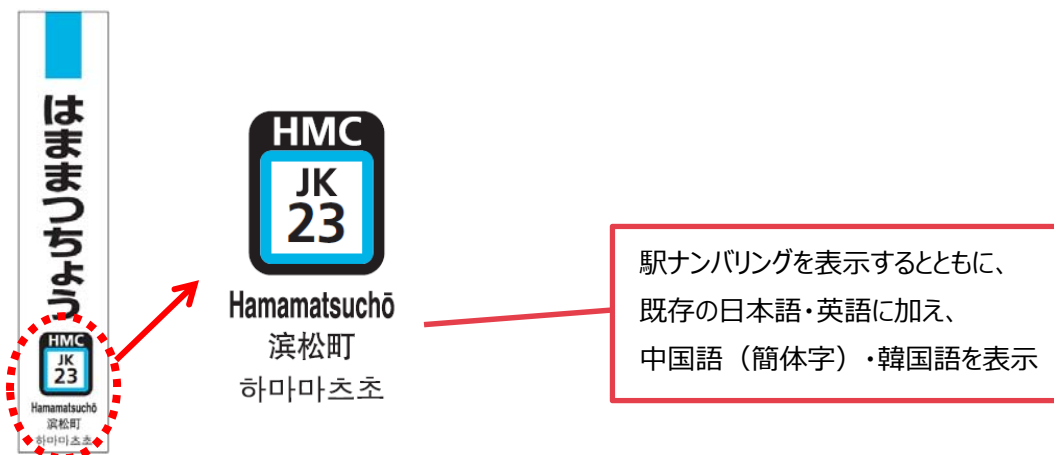 はままつちょう
HMC
JK
23
Hamamatsuchō
滨松町
하마마츠초
HMC
JK
23
Hamamatsuchō
滨松町
하마마츠초
駅ナンバリングを表示するとともに、
既存の日本語・英語に加え、
中国語（簡体字）・韓国語を表示